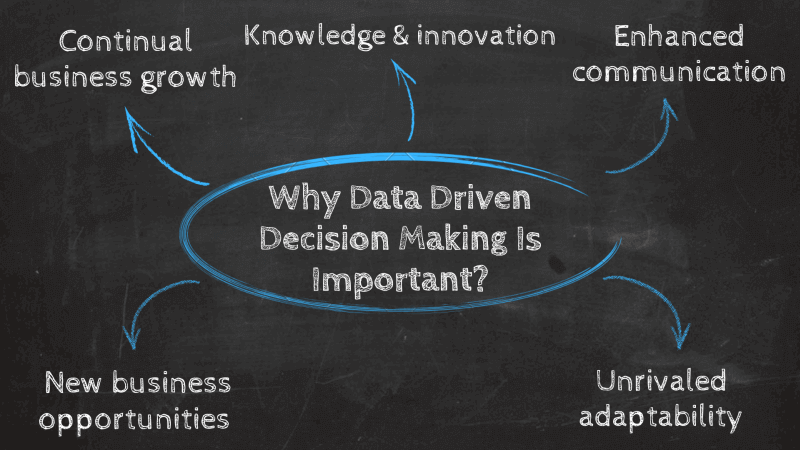 Continual
business growth
Knowledge & innovation
Enhanced
communication
Why Data Driven
Decision Making Is
Important?
New business
opportunities
Unrivaled
adaptability